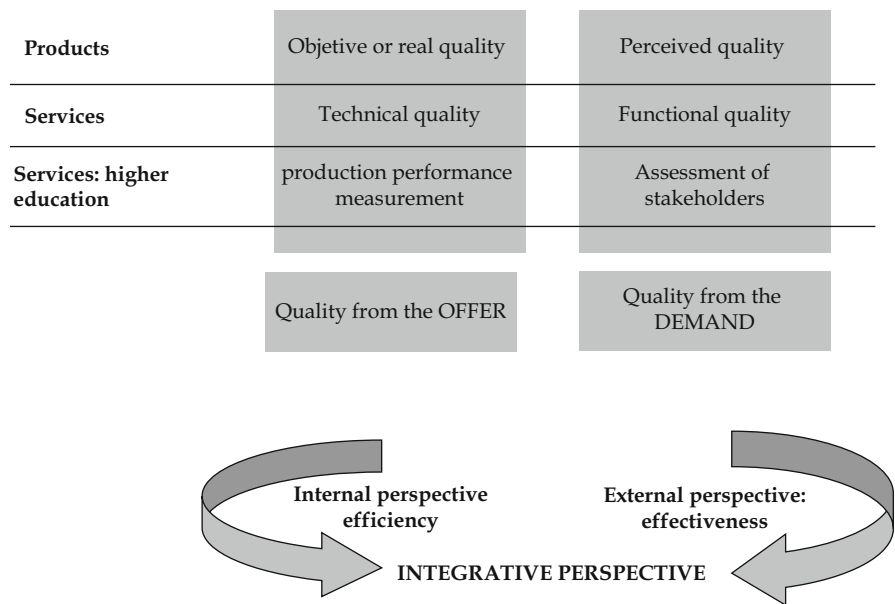 Products
Objetive or real quality
Perceived quality
Services
Technical quality
Functional quality
Services: higher
education
production performance
measurement
Assessment of
stakeholders
Quality from the OFFER
Quality from the
DEMAND
Internal perspective
efficiency
External perspective:
effectiveness
INTEGRATIVE PERSPECTIVE